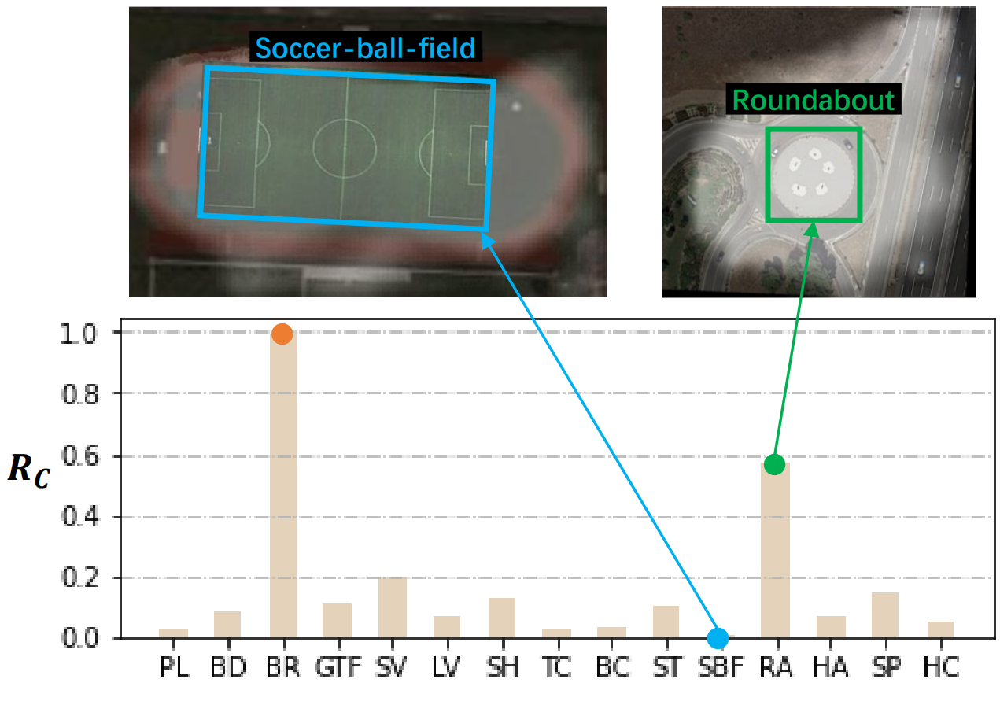 Soccer-ball-field
Roundabout
1.0
0.8
0.6
0.4
0.2
0.0
R_C
PL BD BR GTF SV LV SH TC BC ST SBF RA HA SP HC